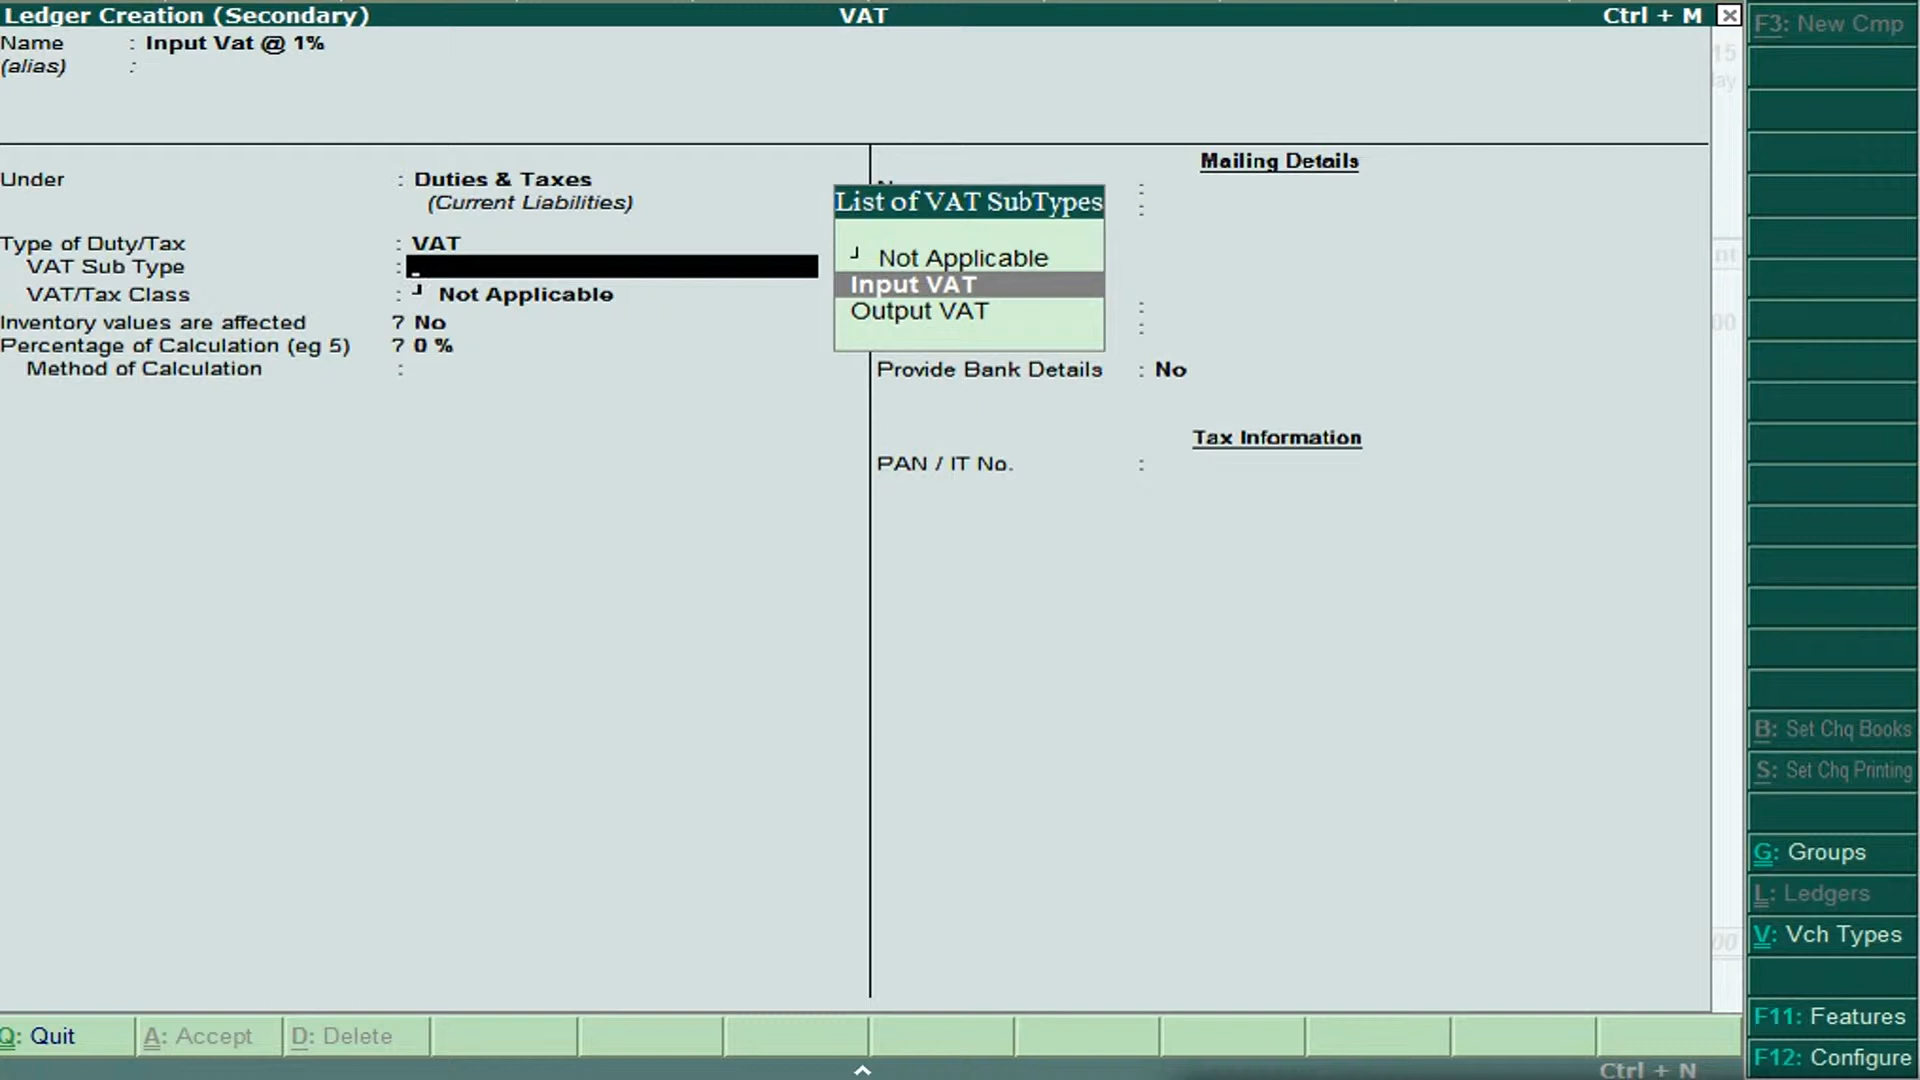 Ledger Creation (Secondary) VAT Ctrl + M
Name : Input Vat @ 1%
(alias) :
Under : Duties & Taxes
(Current Liabilities)
Type of Duty/Tax : VAT
VAT Sub Type :
VAT/Tax Class : Not Applicable
Inventory values are affected ? No
Percentage of Calculation (eg 5) ? 0 %
Method of Calculation :
Mailing Details
List of VAT SubTypes
Not Applicable
Input VAT
Output VAT
Provide Bank Details : No
Tax Information
PAN / IT No. :
F3: New Cmp
B: Set Chq Books
S: Set Chq Printing
G: Groups
L: Ledgers
V: Vch Types
F11: Features
F12: Configure
Q: Quit A: Accept D: Delete
Ctrl + N